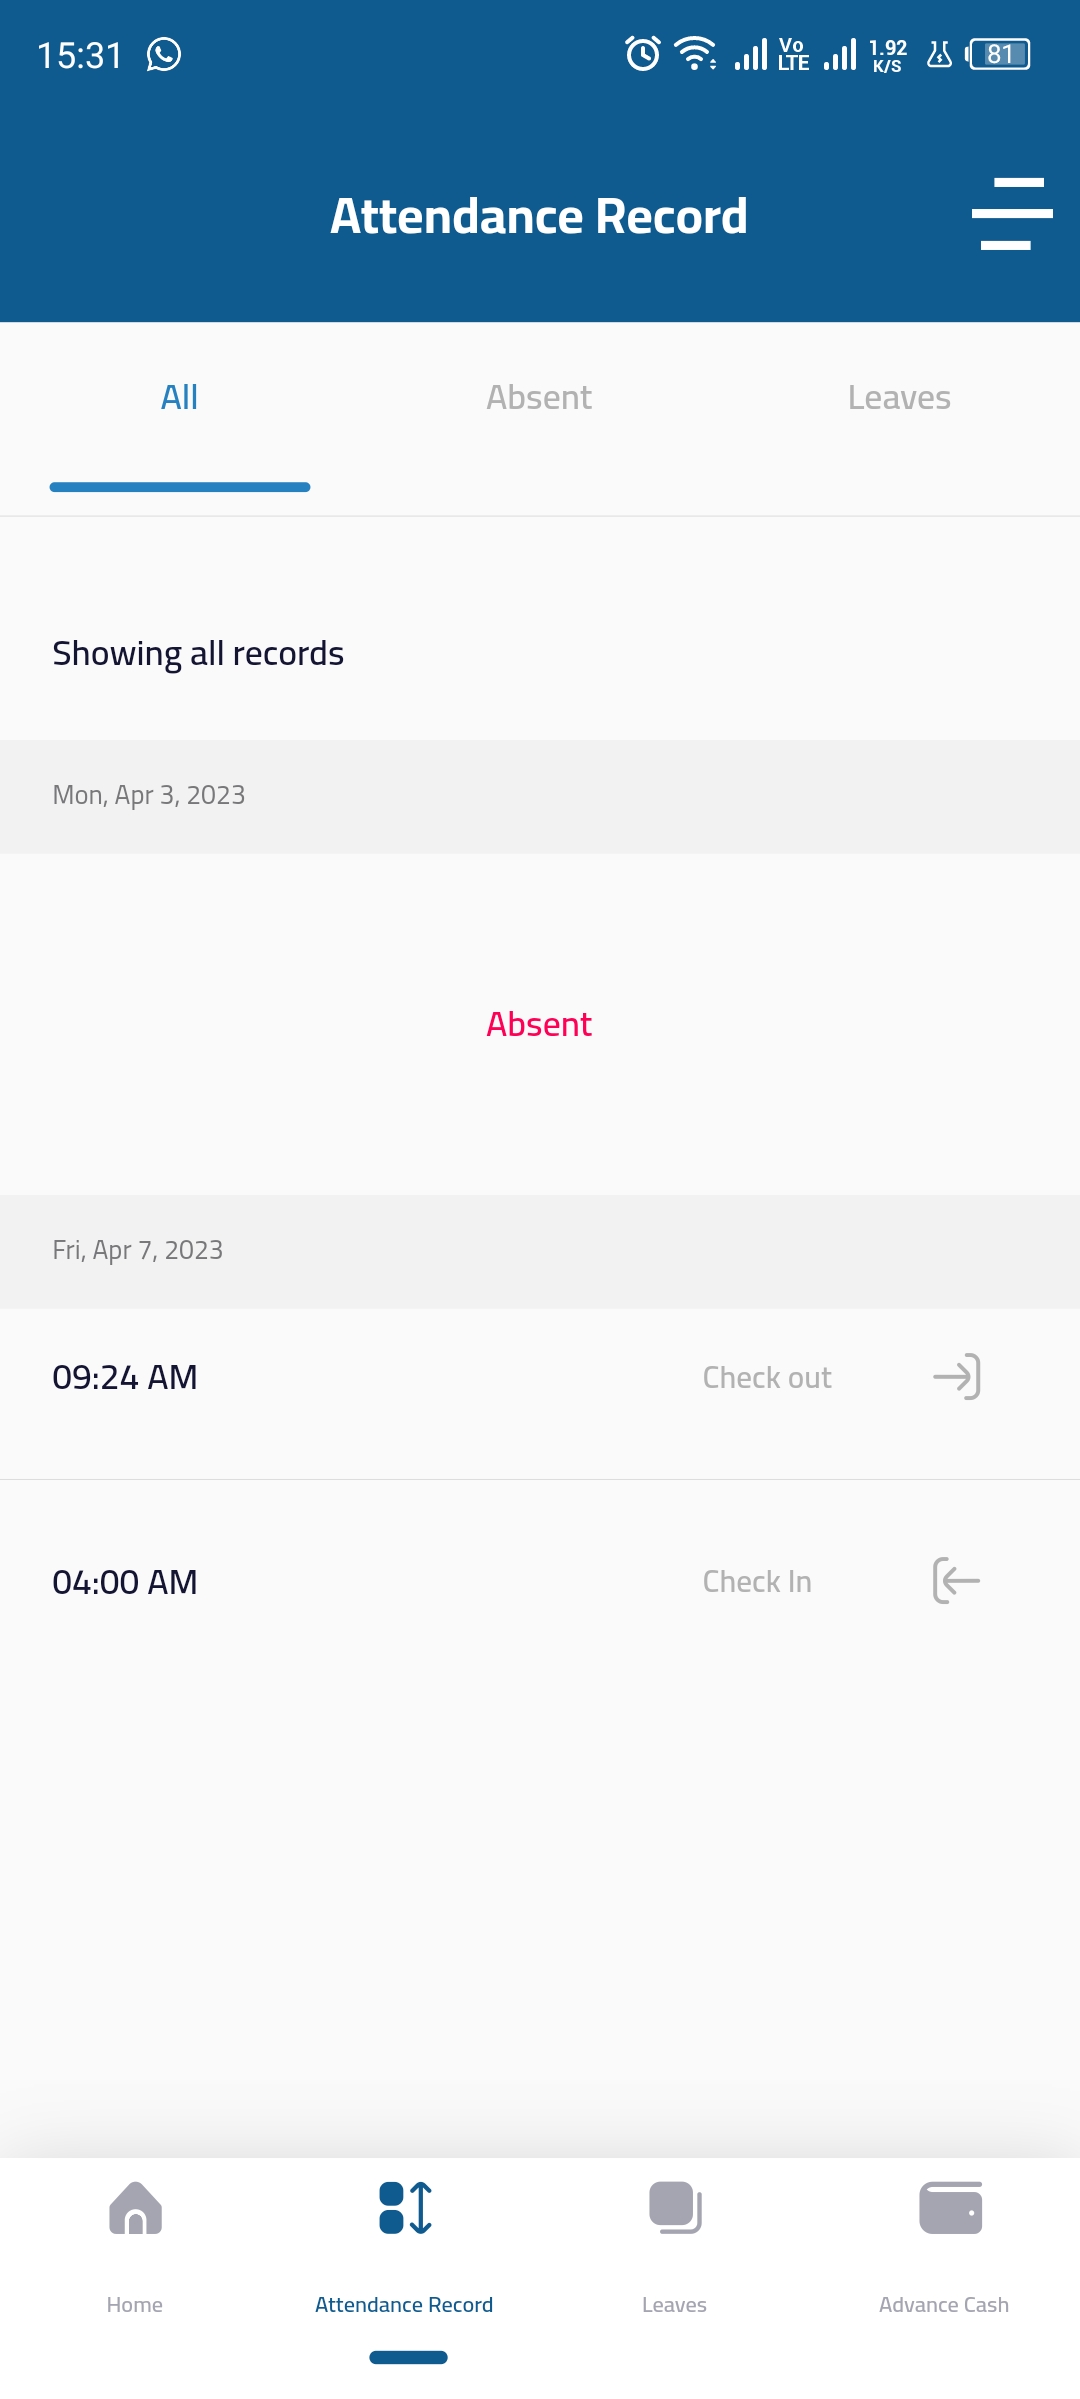 15:31 Vo LTE 1.92 K/S 81
Attendance Record
All Absent Leaves
Showing all records
Mon, Apr 3, 2023
Absent
Fri, Apr 7, 2023
09:24 AM Check out
04:00 AM Check In
Home Attendance Record Leaves Advance Cash